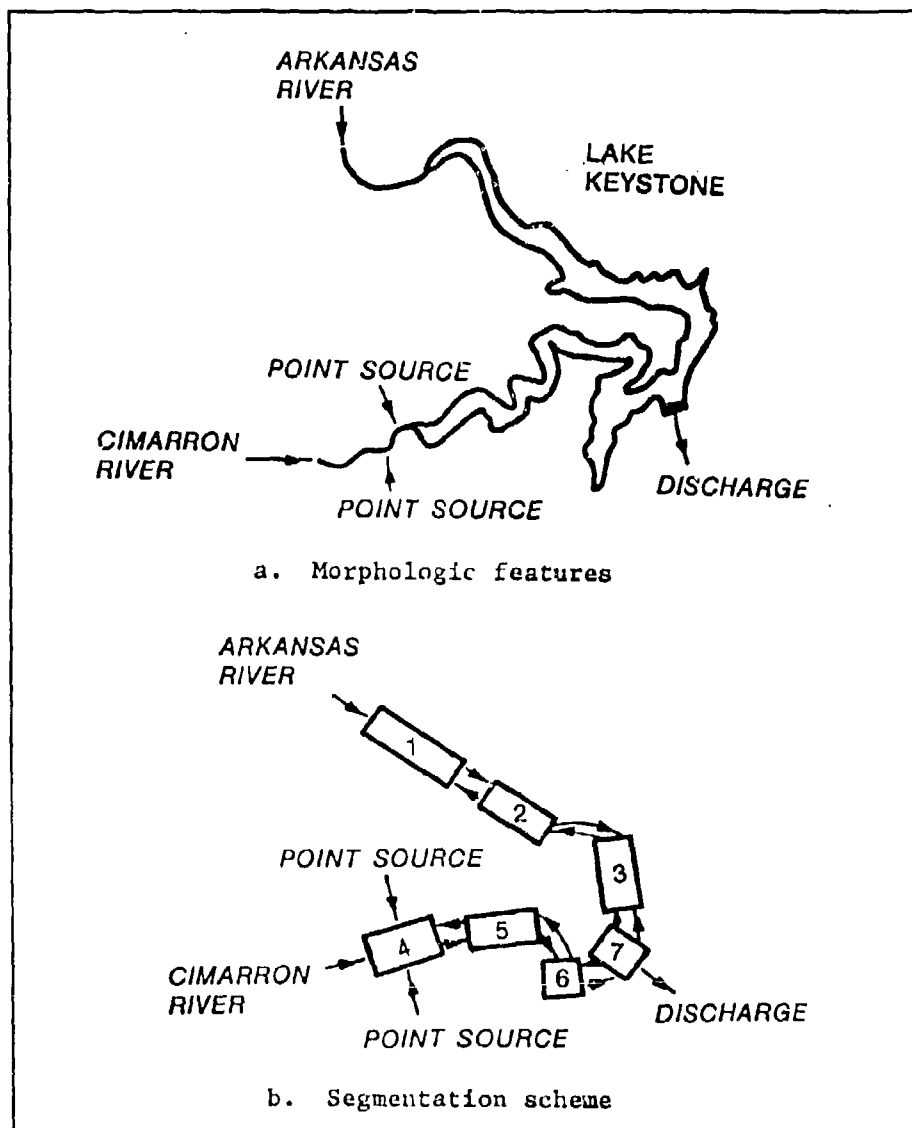 ARKANSAS
RIVER
LAKE
KEYSTONE
POINT SOURCE
CIMARRON
RIVER
POINT SOURCE
DISCHARGE
a. Morphologic features
ARKANSAS
RIVER
1
2
3
POINT SOURCE
4
5
6
7
CIMARRON
RIVER
POINT SOURCE
DISCHARGE
b. Segmentation scheme